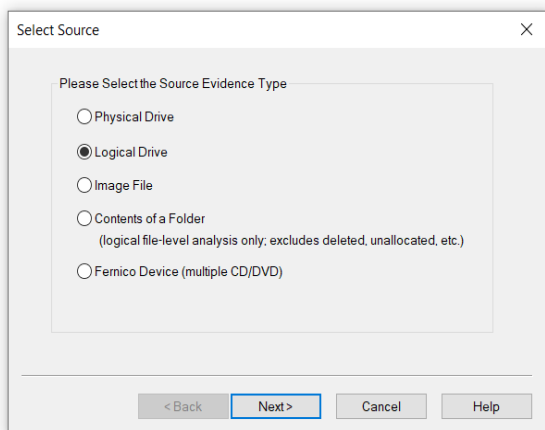 Select Source
Please Select the Source Evidence Type
Physical Drive
Logical Drive
Image File
Contents of a Folder
(logical file-level analysis only; excludes deleted, unallocated, etc.)
Fernico Device (multiple CD/DVD)
< Back Next > Cancel Help